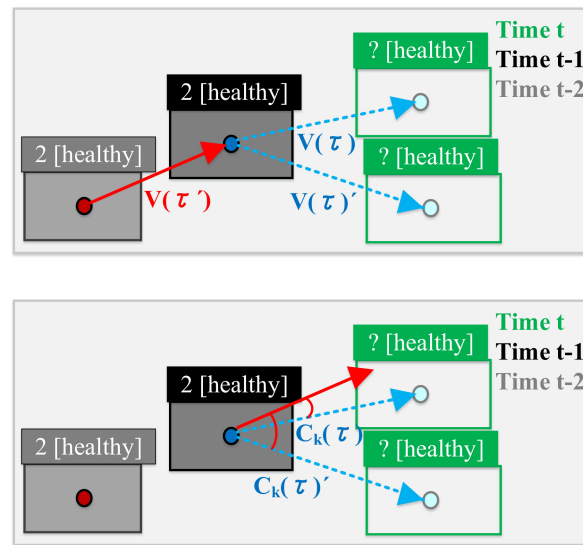 Time t
? [healthy]
Time t-1
2 [healthy]
Time t-2
V(τ)
2 [healthy]
? [healthy]
V(τ´)
V(τ)´
Time t
? [healthy]
Time t-1
2 [healthy]
Time t-2
Cₖ(τ)
2 [healthy]
? [healthy]
Cₖ(τ)´